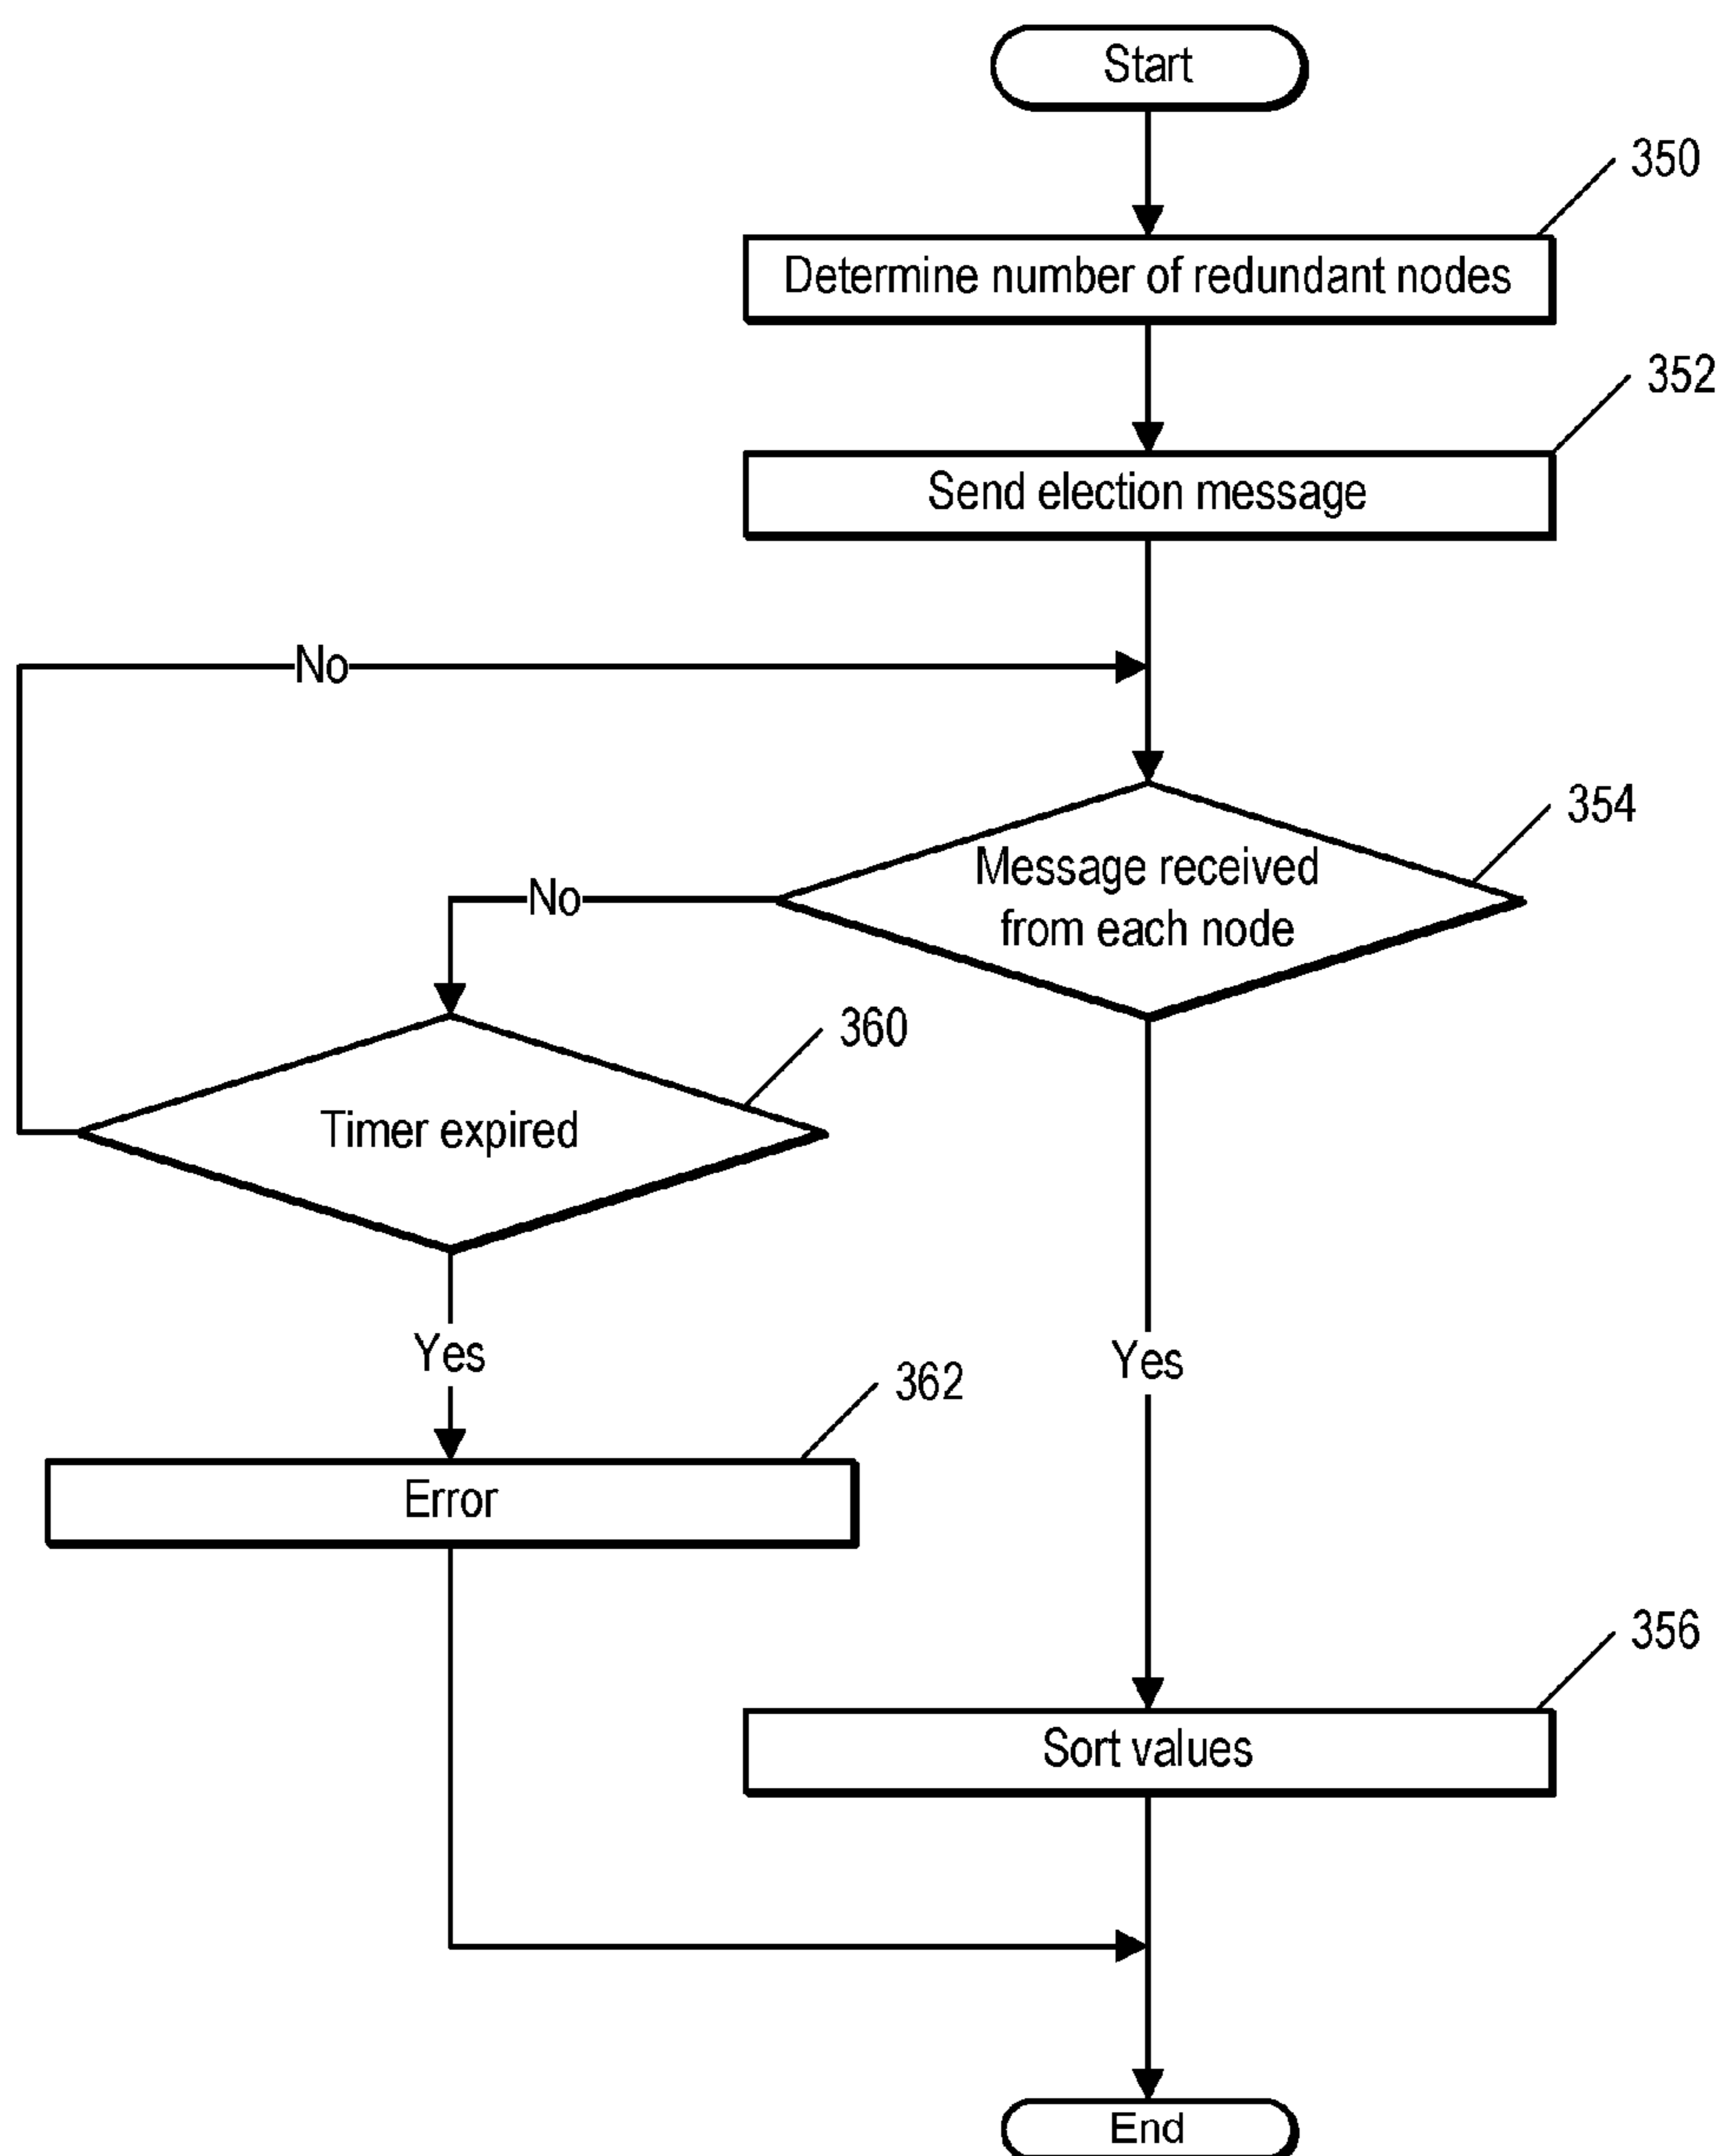 Start
350
Determine number of redundant nodes
352
Send election message
No
354
Message received
from each node
No
360
Timer expired
Yes
Yes
362
Error
356
Sort values
End